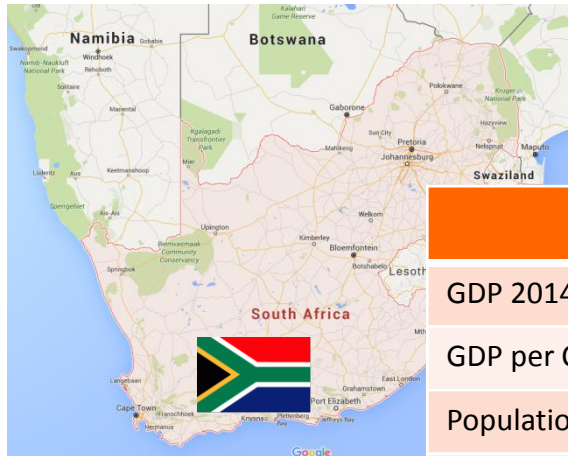 Kalahari
Game Reserve
Namibia
Gobabis
Botswana
Swakopmund
Windhoek
Namib-Naukluft
National Park
Rehoboth
Solitaire
Polokwane
Kruger
National Park
Mariental
Gaborone
Kgalagadi
Transfrontier
Park
Sun City
Hazyview
Pretoria
Mahikeng
Nelspruit
Maputo
Johannesburg
Mier
Lüderitz
Aus
Keetmanshoop
Swaziland
Sperrgebiet
Ais-Ais
Welkom
Upington
Kimberley
Riemvasmaak
Community
Conservancy
Bloemfontein
Botshabelo
Lesoth
Springbok
South Africa
Mth
Langebaan
East London
Grahamstown
Cape Town
Franschhoek
Port Elizabeth
Hermanus
Knysna
Plettenberg
Bay
Jeffreys Bay
Google
GDP 2014
GDP per C
Populatio